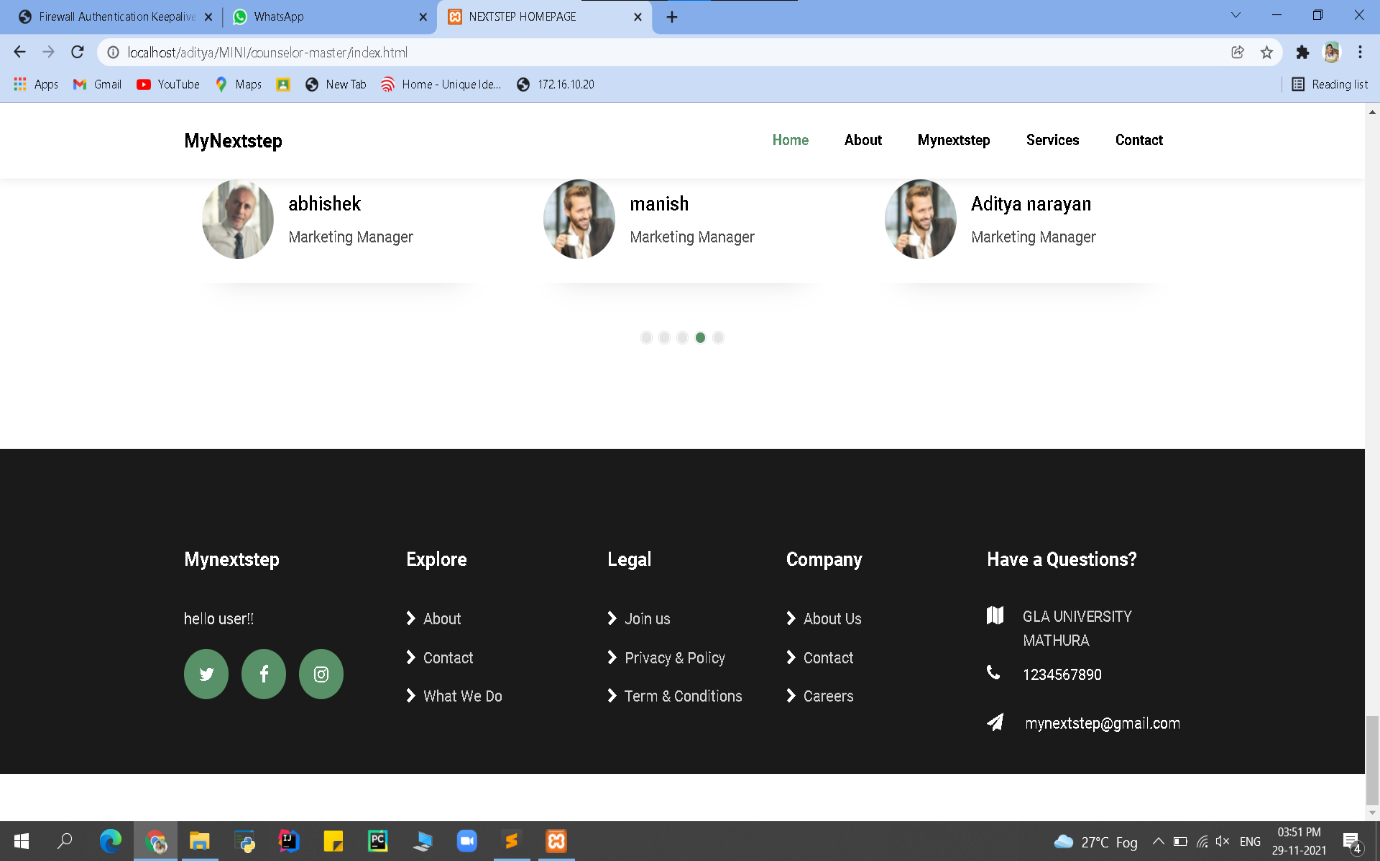 Firewall Authentication Keepalive
WhatsApp
NEXTSTEP HOMEPAGE
localhost/aditya/MINI/counselor-master/index.html
Apps
Gmail
YouTube
Maps
New Tab
Home - Unique Ide...
172.16.10.20
Reading list
MyNextstep
Home
About
Mynextstep
Services
Contact
abhishek
Marketing Manager
manish
Marketing Manager
Aditya narayan
Marketing Manager
Mynextstep
hello user!!
Explore
About
Contact
What We Do
Legal
Join us
Privacy & Policy
Term & Conditions
Company
About Us
Contact
Careers
Have a Questions?
GLA UNIVERSITY
MATHURA
1234567890
mynextstep@gmail.com
27°C Fog
ENG
03:51 PM
29-11-2021
4